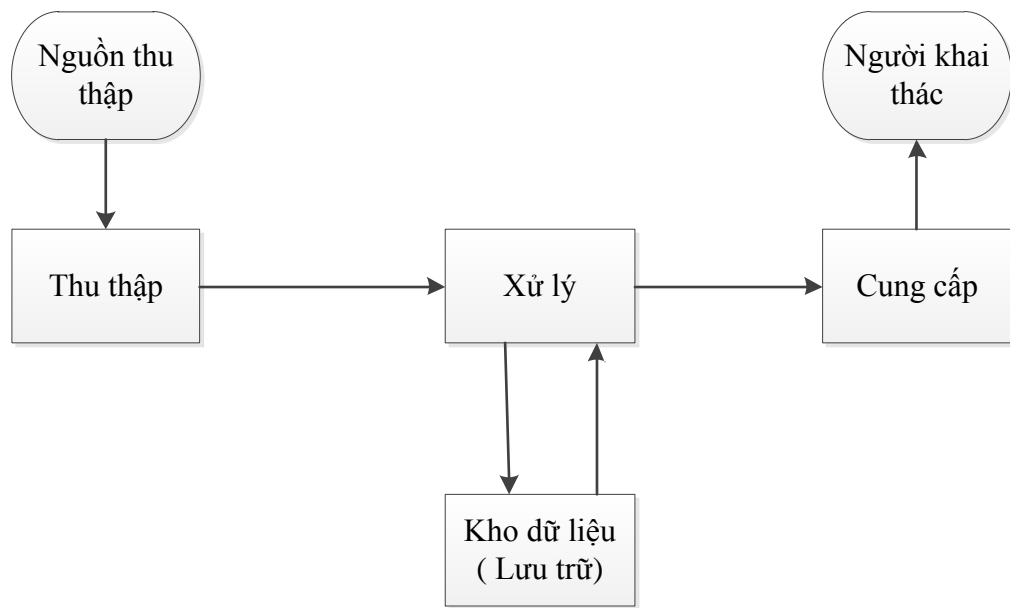 Nguồn thu
thập
Người khai
thác
Thu thập
Xử lý
Cung cấp
Kho dữ liệu
( Lưu trữ)